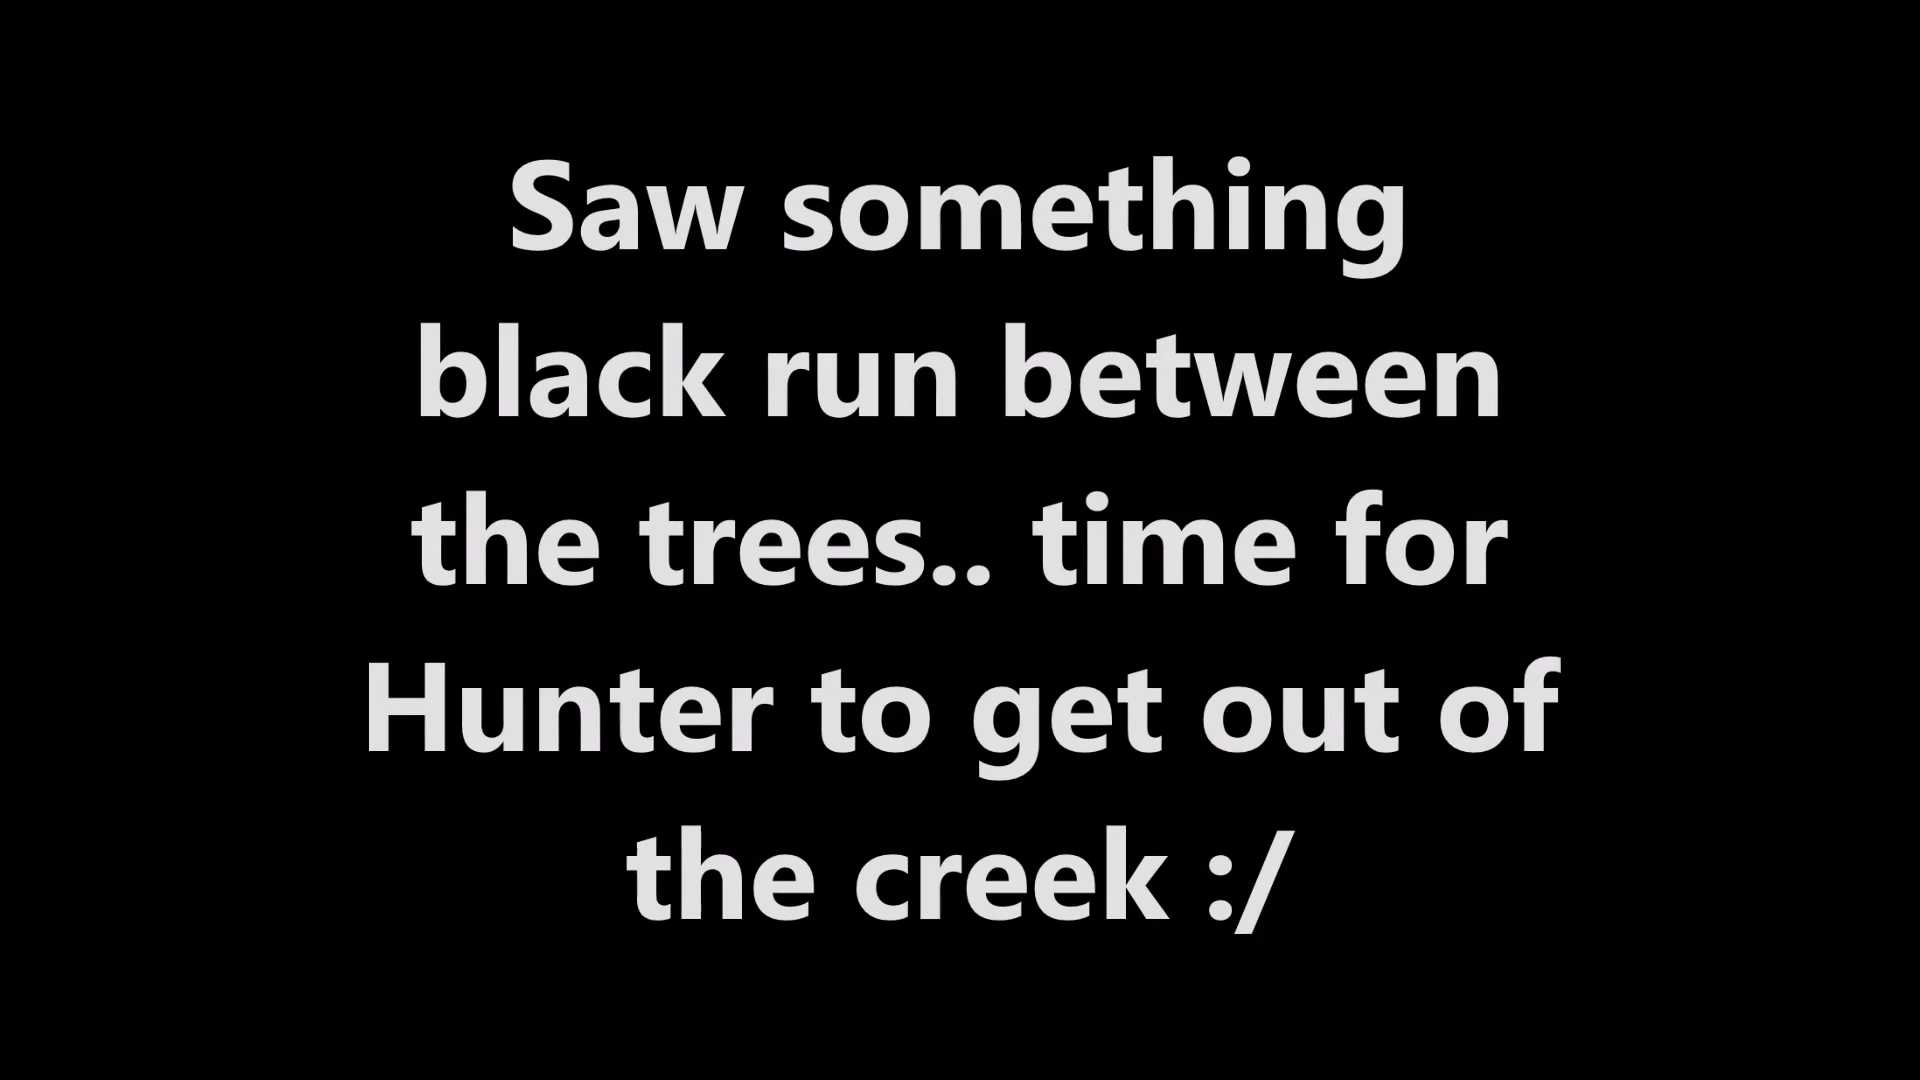 Saw something
black run between
the trees.. time for
Hunter to get out of
the creek :/